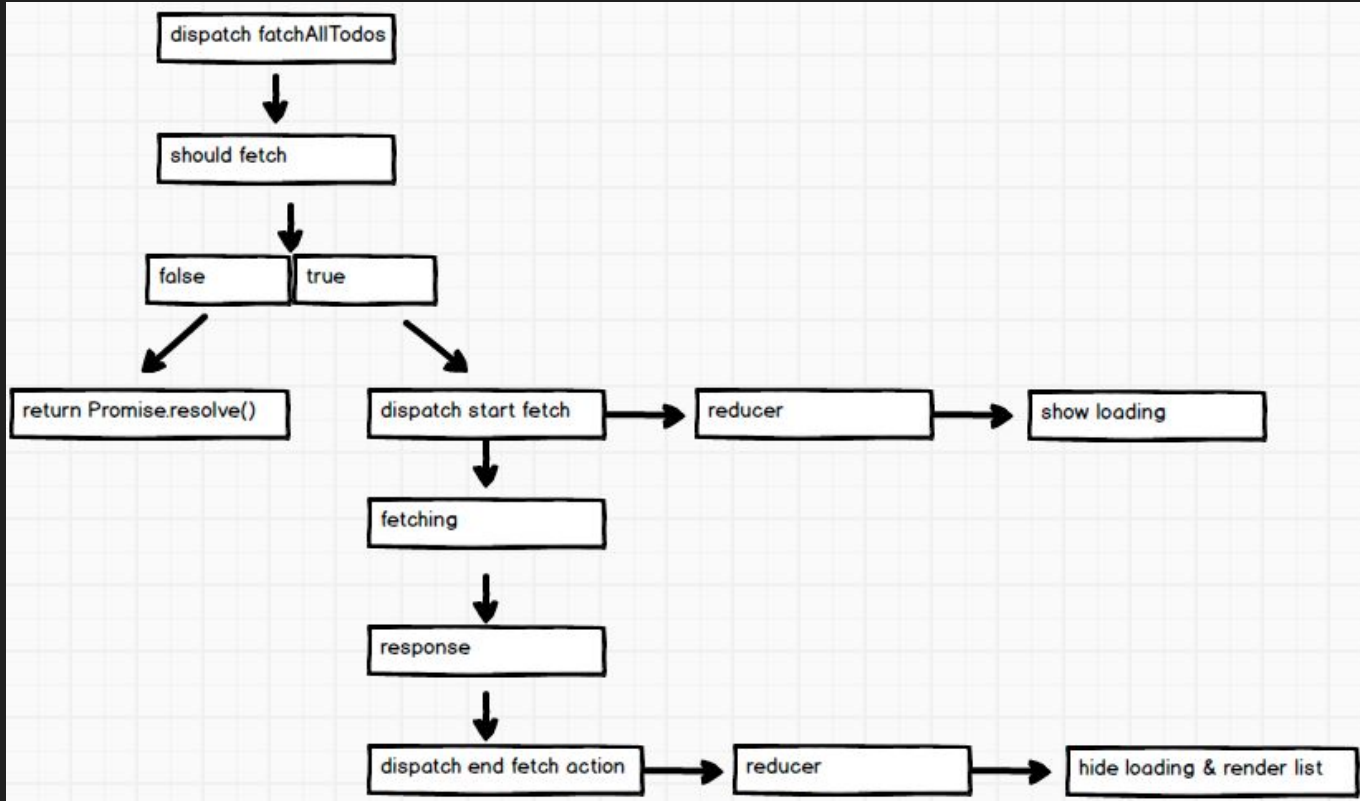 dispatch fatchAllTodos
should fetch
false
true
return Promise.resolve()
dispatch start fetch
reducer
show loading
fetching
response
dispatch end fetch action
reducer
hide loading & render list